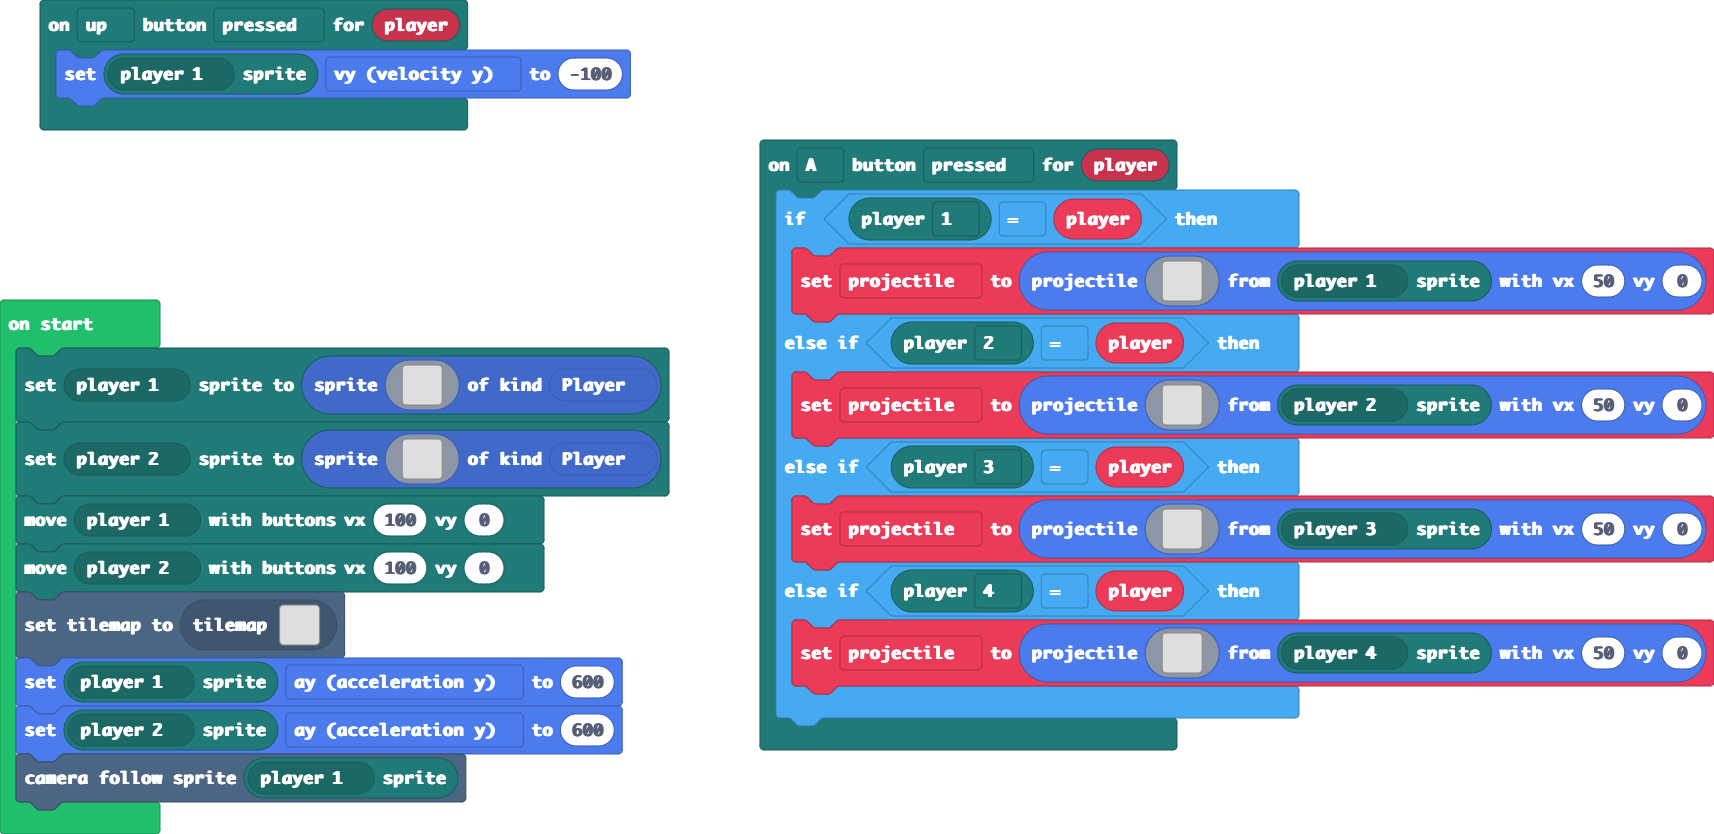 on up button pressed for player
set player 1 sprite vy (velocity y) to -100
on A button pressed for player
if player 1 = player then
set projectile to projectile from player 1 sprite with vx 50 vy 0
else if player 2 = player then
set projectile to projectile from player 2 sprite with vx 50 vy 0
else if player 3 = player then
set projectile to projectile from player 3 sprite with vx 50 vy 0
else if player 4 = player then
set projectile to projectile from player 4 sprite with vx 50 vy 0
on start
set player 1 sprite to sprite of kind Player
set player 2 sprite to sprite of kind Player
move player 1 with buttons vx 100 vy 0
move player 2 with buttons vx 100 vy 0
set tilemap to tilemap
set player 1 sprite ay (acceleration y) to 600
set player 2 sprite ay (acceleration y) to 600
camera follow sprite player 1 sprite